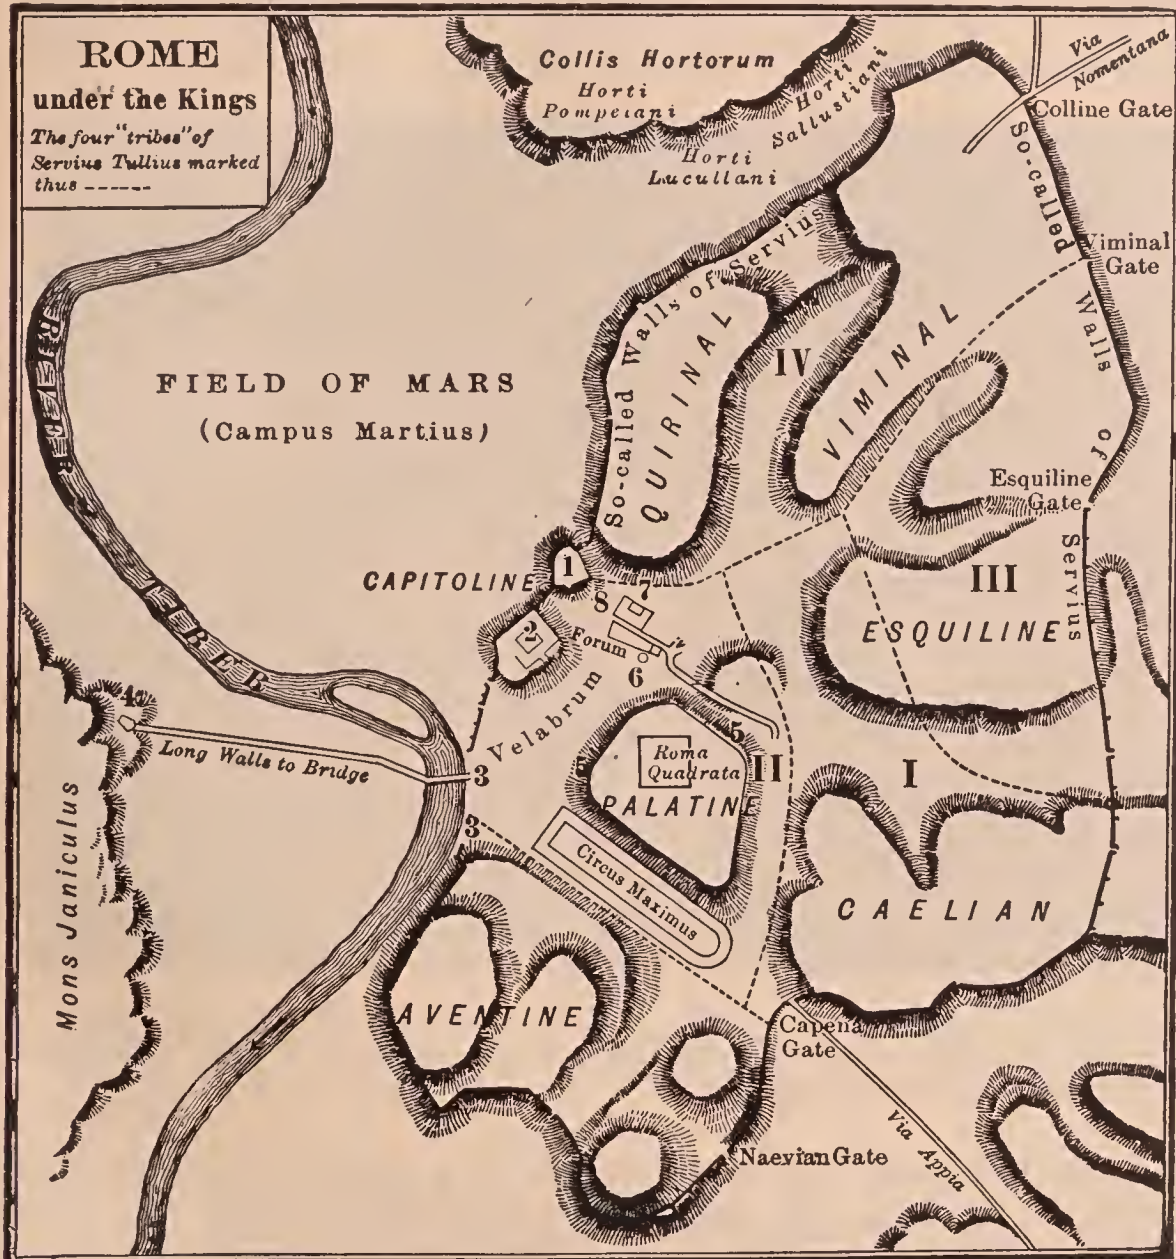 ROME
under the Kings
The four "tribes" of
Servius Tullius marked
thus ------
Collis Hortorum
Horti
Pompeiani
Horti
Sallustiani
Horti
Lucullani
Via
Nomentana
Colline Gate
So-called Walls of Servius
Viminal
Gate
RIVER TIBER
FIELD OF MARS
(Campus Martius)
So-called Walls of Servius
QUIRINAL
IV
VIMINAL
Esquiline
Gate
CAPITOLINE
1
8
7
2
Forum
6
III
ESQUILINE
4
Long Walls to Bridge
3
Velabrum
5
Roma
Quadrata
II
PALATINE
I
3
Circus Maximus
CAELIAN
Mons Janiculus
AVENTINE
Capena
Gate
Via Appia
Naevian Gate